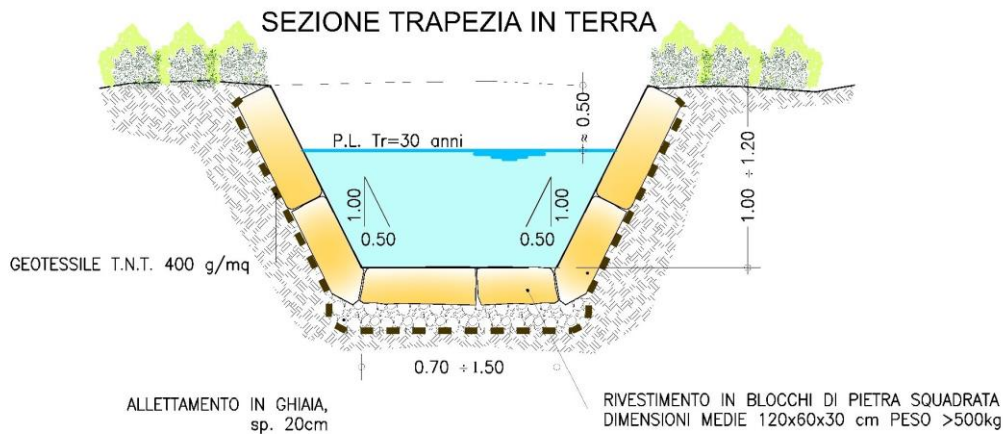 SEZIONE TRAPEZIA IN TERRA
≈ 0.50
P.L. Tr=30 anni
1.00 ÷ 1.20
1.00
0.50
1.00
0.50
GEOTESSILE T.N.T. 400 g/mq
0.70 ÷ 1.50
ALLETTAMENTO IN GHIAIA,
sp. 20cm
RIVESTIMENTO IN BLOCCHI DI PIETRA SQUADRATA
DIMENSIONI MEDIE 120x60x30 cm PESO >500kg